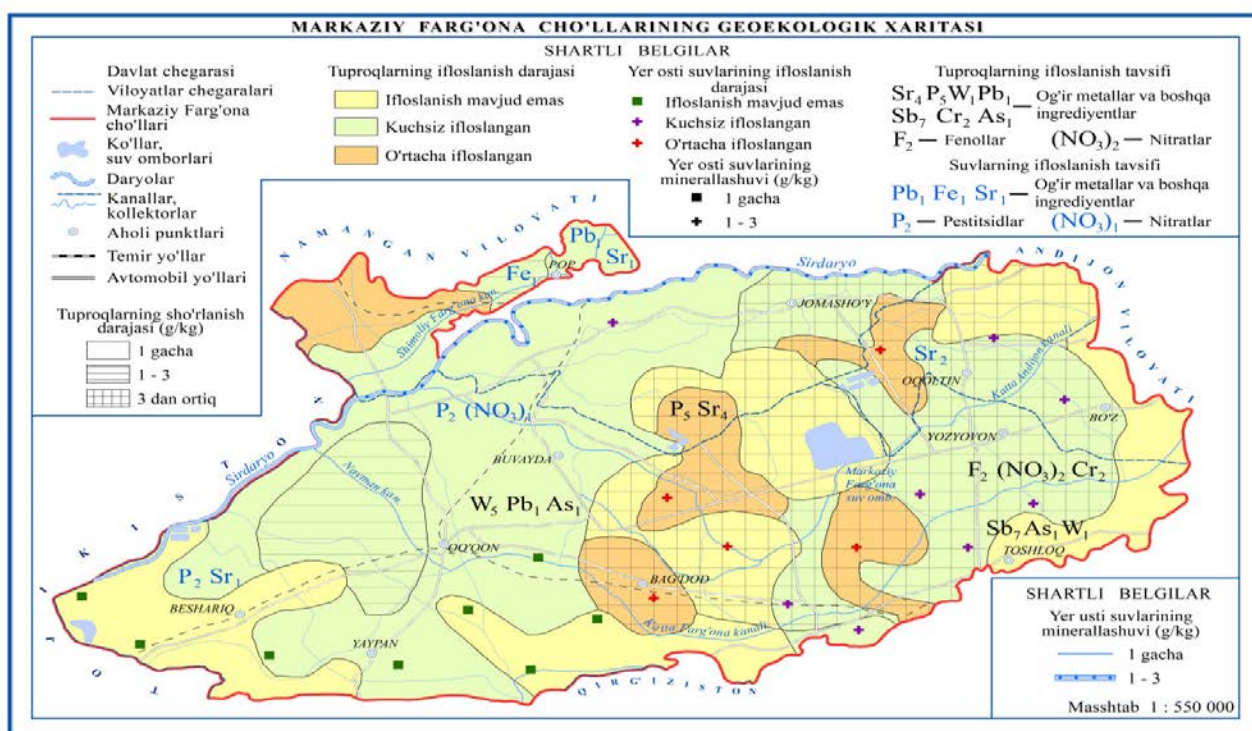 MARKAZIY FARG'ONA CHO'LLARINING GEOEKOLOGIK XARITASI
SHARTLI BELGILAR
Davlat chegarasi
Viloyatlar chegaralari
Markaziy Farg'ona
cho'llari
Ko'llar,
suv omborlari
Daryolar
Kanallar,
kollektorlar
Aholi punktlari
Temir yo'llar
Avtomobil yo'llari
Tuproqlarning sho'rlanish
darajasi (g/kg)
1 gacha
1 - 3
3 dan ortiq
Tuproqlarning ifloslanish darajasi
Ifloslanish mavjud emas
Kuchsiz ifloslangan
O'rtacha ifloslangan
Yer osti suvlarining ifloslanish
darajasi
Ifloslanish mavjud emas
Kuchsiz ifloslangan
O'rtacha ifloslangan
Yer osti suvlarining
minerallashuvi (g/kg)
1 gacha
1 - 3
Tuproqlarning ifloslanish tavsifi
Sr₄ P₅ W₁ Pb₁
Sb₇ Cr₂ As₁
Og'ir metallar va boshqa
ingrediyentlar
F₂ — Fenollar
(NO₃)₂ — Nitratlar
Suvlarning ifloslanish tavsifi
Pb₁ Fe₁ Sr₁ — Og'ir metallar va boshqa
ingrediyentlar
P₂ — Pestitsidlar
(NO₃)₁ — Nitratlar
NAMANGAN VILOYATI
ANDIJON VILOYATI
TOJIKISTON
QIRG'IZISTON
Pb₁
Sr₁
Fe₁
POP
Shimoliy Farg'ona kan.
Sirdaryo
JOMASHO'Y
Sr₂
OQOLTIN
Katta Andijon kanali
BO'Z
YOZYOVON
P₂ (NO₃)₁
P₅ Sr₄
Sirdaryo
Nayman kan.
BUVAYDA
Markaziy
Farg'ona
suv omb.
F₂ (NO₃)₂ Cr₂
W₅ Pb₁ As₁
Sb₇ As₁ W₁
TOSHLOQ
QO'QON
P₂ Sr₁
BAG'DOD
BESHARIQ
Katta Farg'ona kanali
YAYPAN
SHARTLI BELGILAR
Yer usti suvlarining
minerallashuvi (g/kg)
1 gacha
1 - 3
Masshtab 1 : 550 000